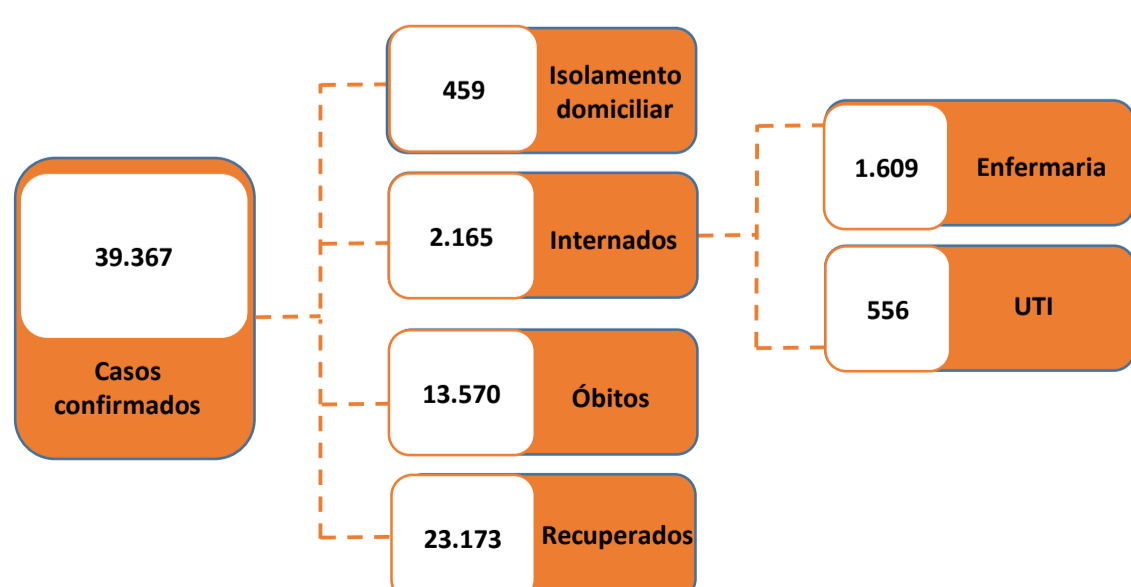 39.367
Casos
confirmados
459
Isolamento
domiciliar
2.165
Internados
13.570
Óbitos
23.173
Recuperados
1.609
Enfermaria
556
UTI